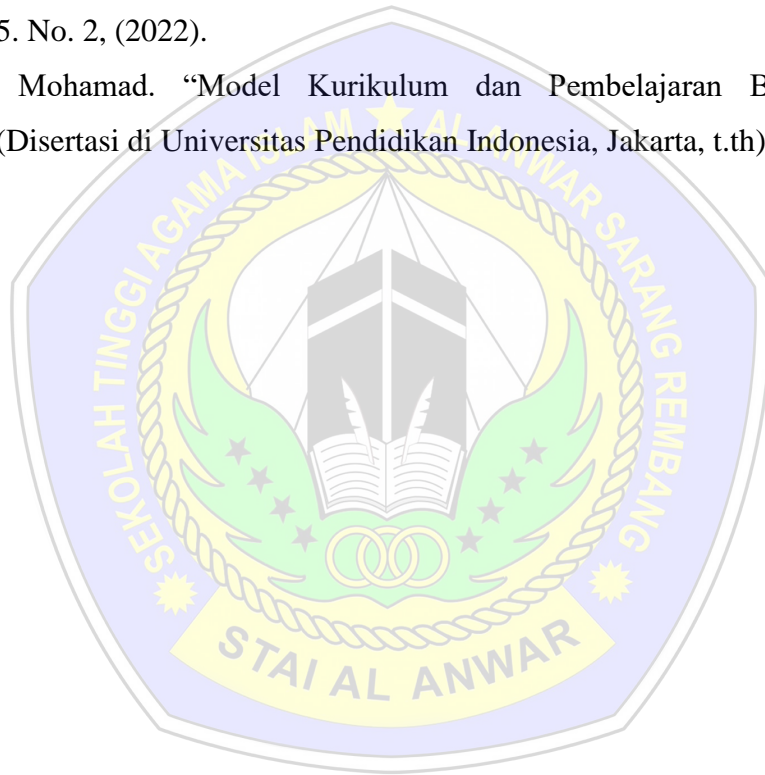 5. No. 2, (2022).
Mohamad. “Model Kurikulum dan Pembelajaran B
(Disertasi di Universitas Pendidikan Indonesia, Jakarta, t.th)
SEKOLAH TINGGI AGAMA ISLAM AL ANWAR SARANG REMBANG
STAI AL ANWAR